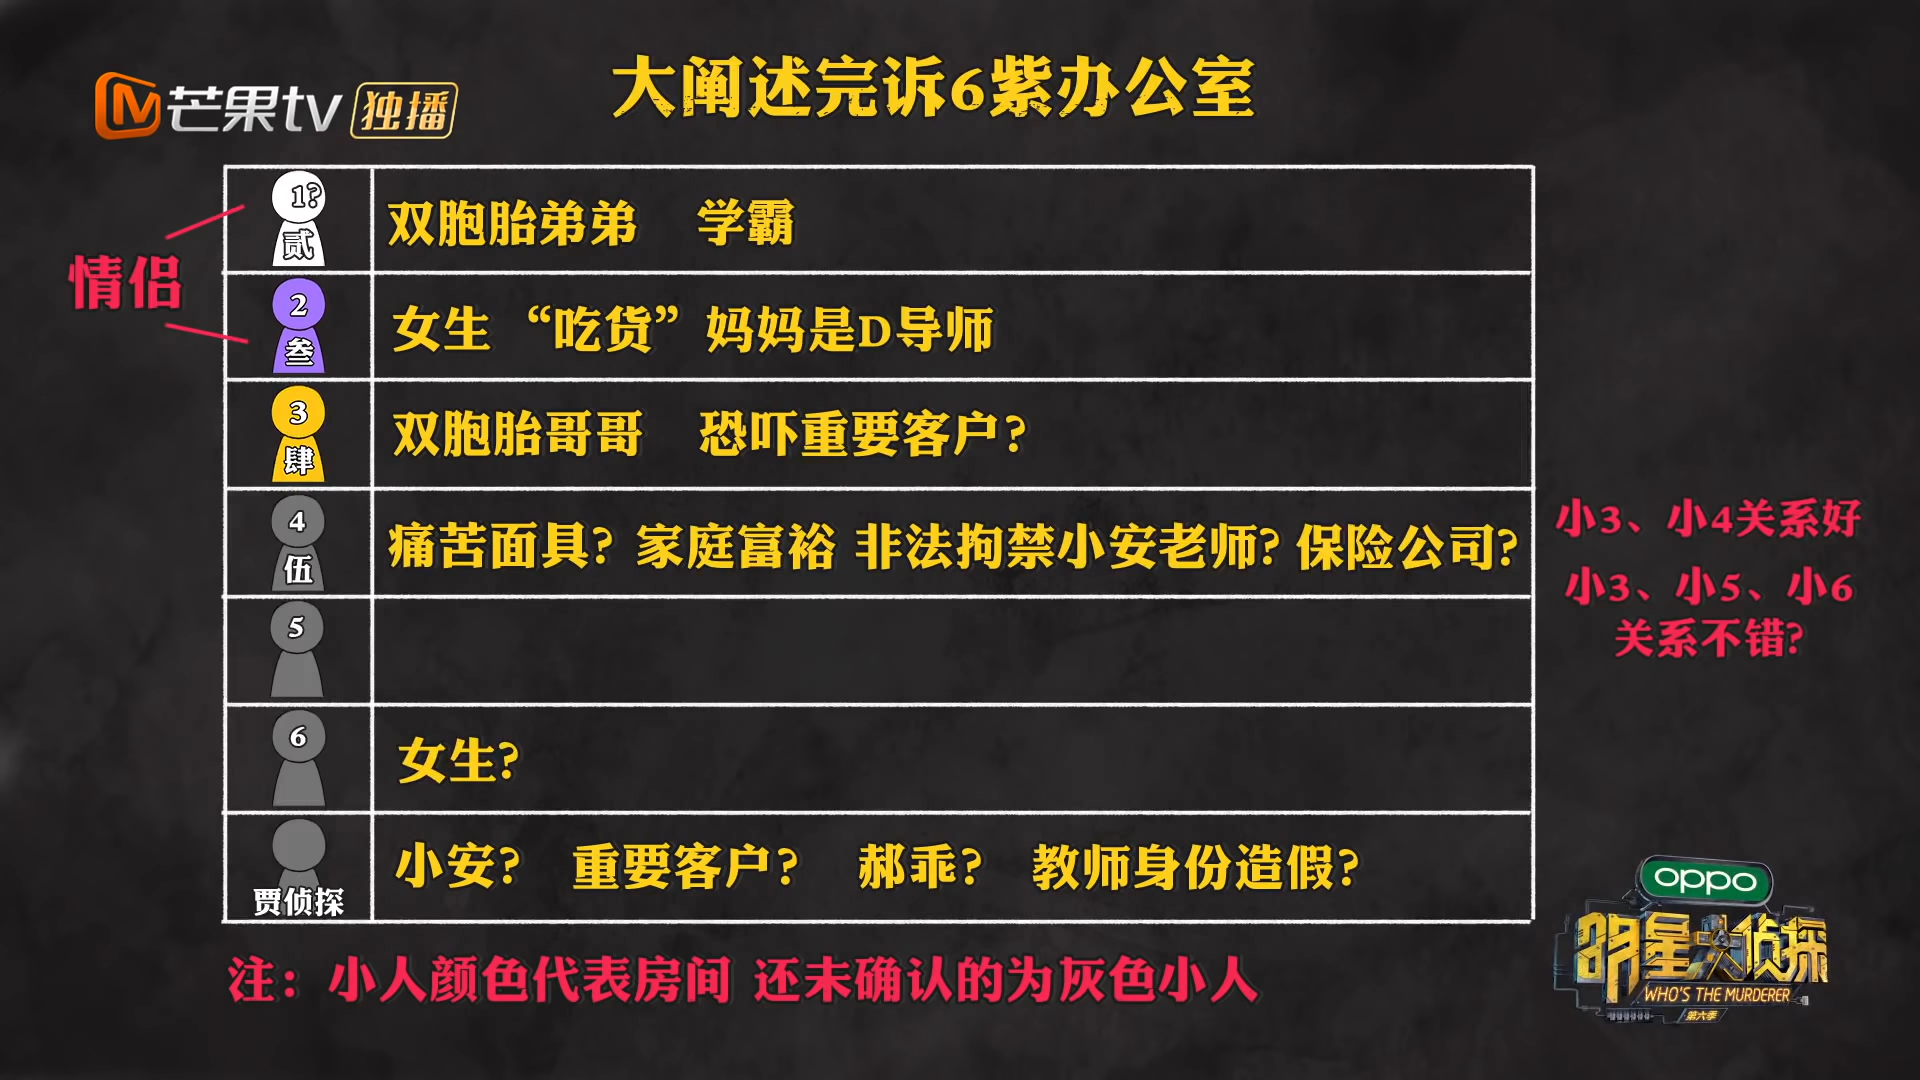 芒果tv 独播
大阐述完诉6紫办公室
情侣
1?
贰
双胞胎弟弟 学霸
2
叁
女生 “吃货”妈妈是D导师
3
肆
双胞胎哥哥 恐吓重要客户?
4
伍
痛苦面具? 家庭富裕 非法拘禁小安老师? 保险公司?
5
6
女生?
贾侦探
小安? 重要客户? 郝乖? 教师身份造假?
小3、小4关系好
小3、小5、小6
关系不错?
注：小人颜色代表房间 还未确认的为灰色小人
oppo
明星大侦探
WHO'S THE MURDERER
第六季